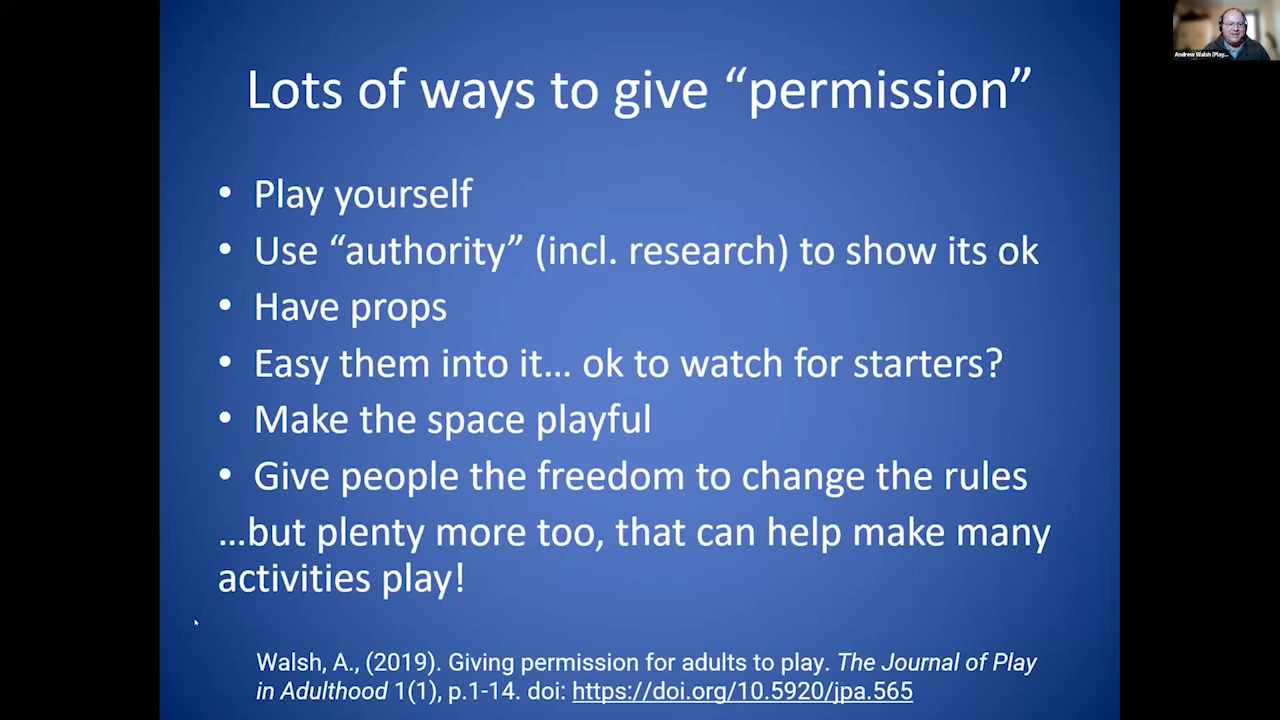 Lots of ways to give “permission”
• Play yourself
• Use “authority” (incl. research) to show its ok
• Have props
• Easy them into it... ok to watch for starters?
• Make the space playful
• Give people the freedom to change the rules
...but plenty more too, that can help make many
activities play!
Walsh, A., (2019). Giving permission for adults to play. The Journal of Play
in Adulthood 1(1), p.1-14. doi: https://doi.org/10.5920/jpa.565
Andrew Walsh (Play...